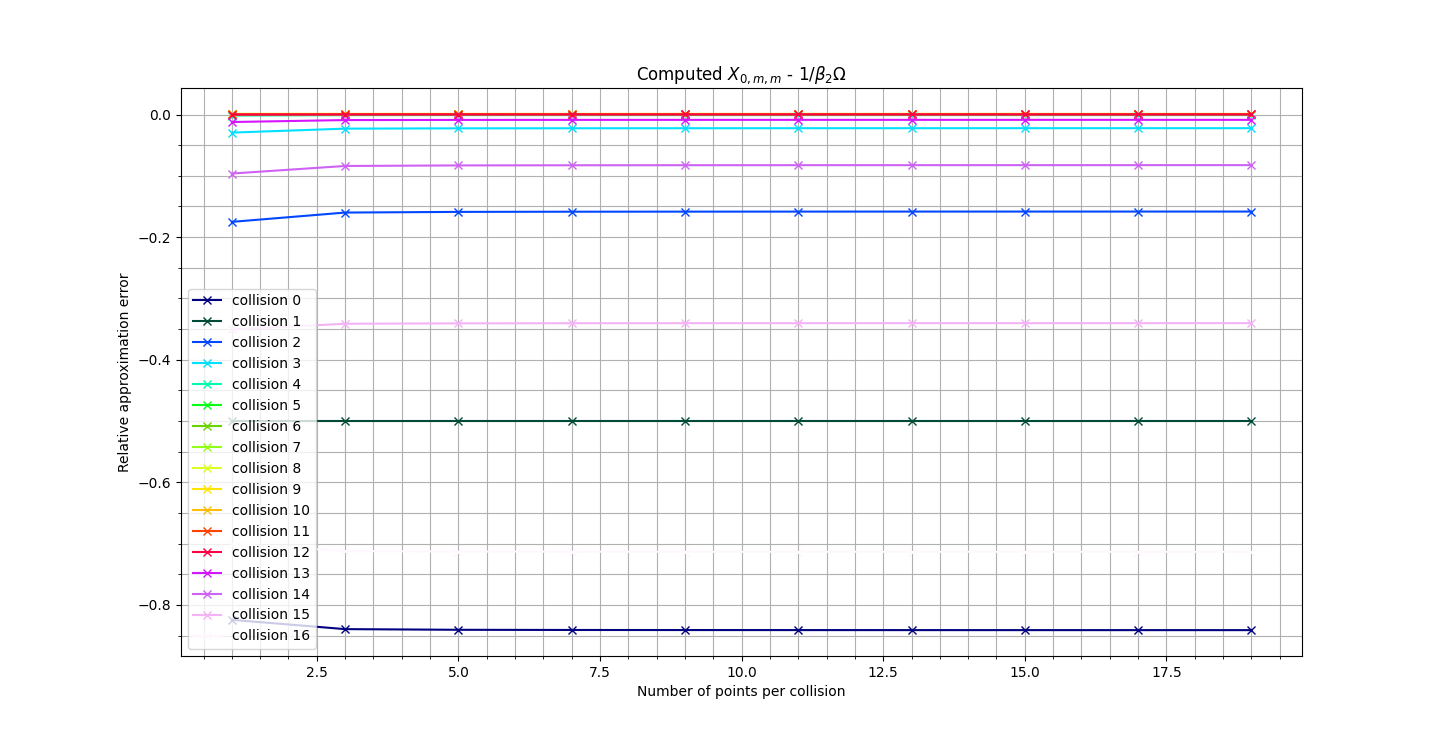 Computed X₀,ₘ,ₘ - 1/β₂Ω
0.0
−0.2
−0.4
−0.6
−0.8
Relative approximation error
collision 0
collision 1
collision 2
collision 3
collision 4
collision 5
collision 6
collision 7
collision 8
collision 9
collision 10
collision 11
collision 12
collision 13
collision 14
collision 15
collision 16
2.5 5.0 7.5 10.0 12.5 15.0 17.5
Number of points per collision